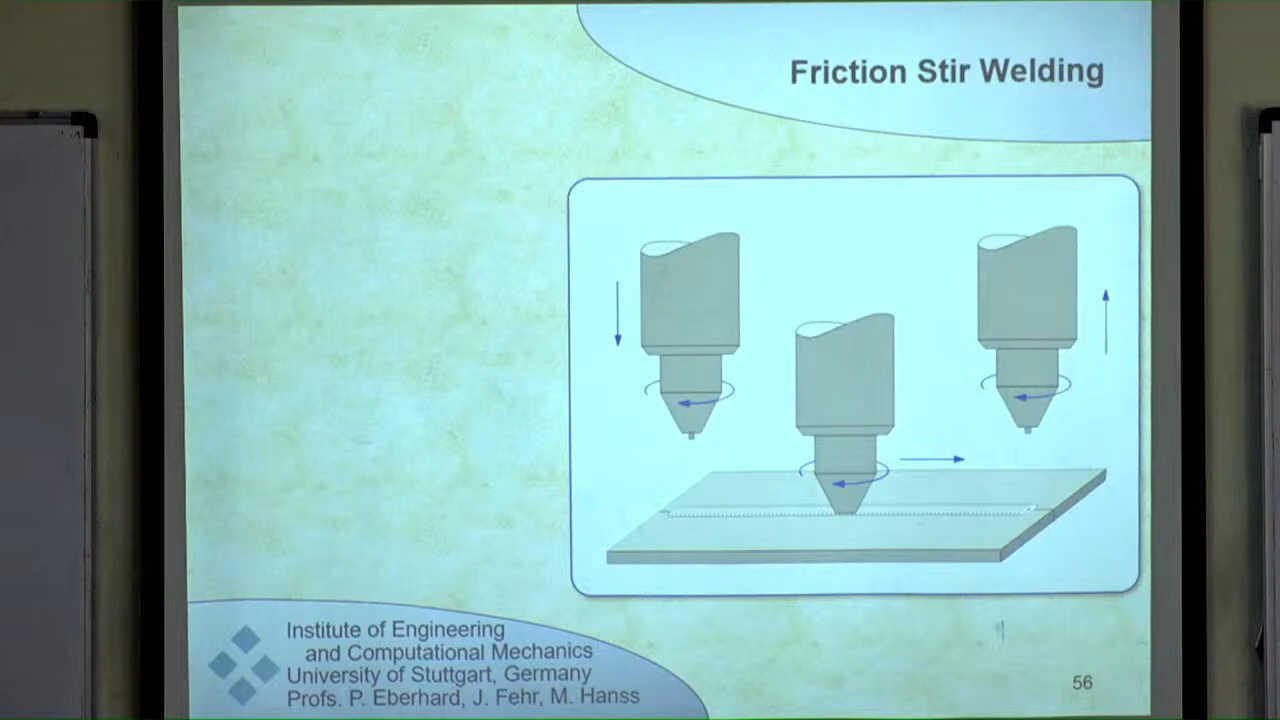 Friction Stir Welding
Institute of Engineering
and Computational Mechanics
University of Stuttgart, Germany
Profs. P. Eberhard, J. Fehr, M. Hanss
56